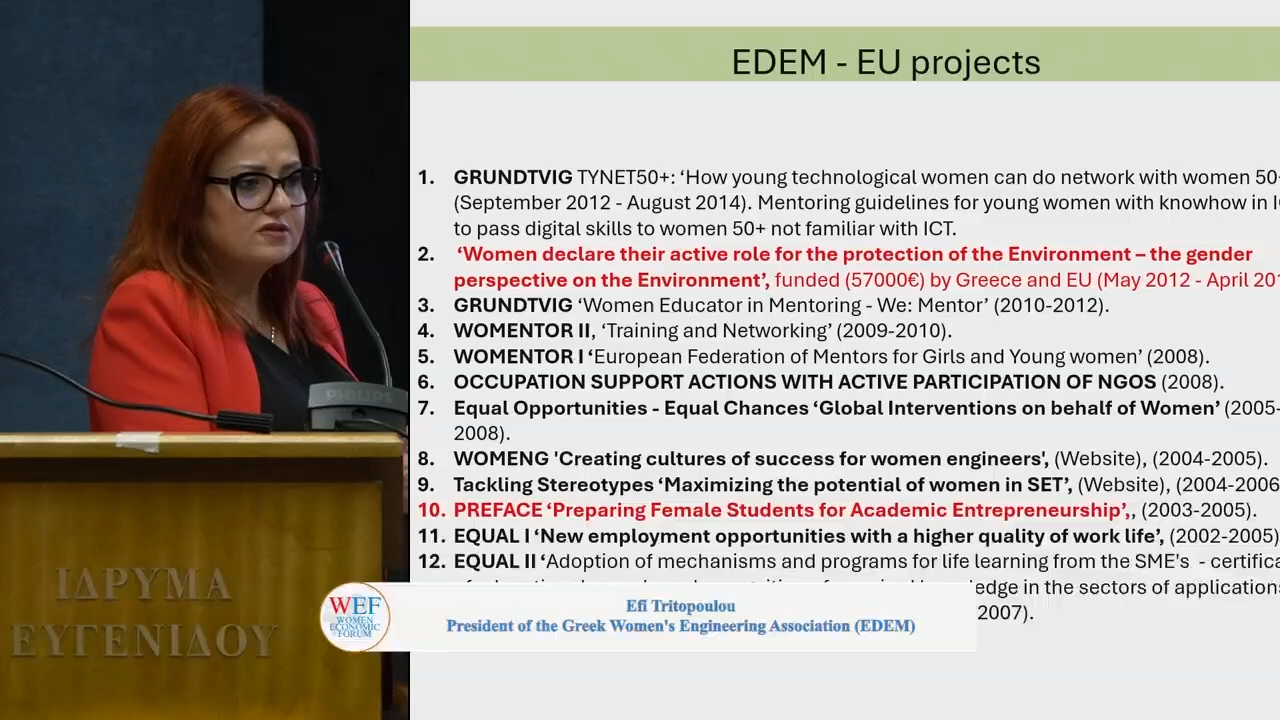 EDEM - EU projects
1. GRUNDTVIG TYNET50+: ‘How young technological women can do network with women 50
(September 2012 - August 2014). Mentoring guidelines for young women with knowhow in
to pass digital skills to women 50+ not familiar with ICT.
2. ‘Women declare their active role for the protection of the Environment – the gender
perspective on the Environment’, funded (57000€) by Greece and EU (May 2012 - April 20
3. GRUNDTVIG ‘Women Educator in Mentoring - We: Mentor’ (2010-2012).
4. WOMENTOR II, ‘Training and Networking’ (2009-2010).
5. WOMENTOR I ‘European Federation of Mentors for Girls and Young women’ (2008).
6. OCCUPATION SUPPORT ACTIONS WITH ACTIVE PARTICIPATION OF NGOS (2008).
7. Equal Opportunities - Equal Chances ‘Global Interventions on behalf of Women’ (2005-
2008).
8. WOMENG 'Creating cultures of success for women engineers', (Website), (2004-2005).
9. Tackling Stereotypes ‘Maximizing the potential of women in SET’, (Website), (2004-2006
10. PREFACE ‘Preparing Female Students for Academic Entrepreneurship’,, (2003-2005).
11. EQUAL I ‘New employment opportunities with a higher quality of work life’, (2002-2005)
12. EQUAL II ‘Adoption of mechanisms and programs for life learning from the SME's - certific
edge in the sectors of application
2007).
WEF
WOMEN
ECONOMIC
FORUM
Efi Tritopoulou
President of the Greek Women's Engineering Association (EDEM)
PHILIPS
ΙΔΡΥΜΑ
ΕΥΓΕΝΙΔΟΥ